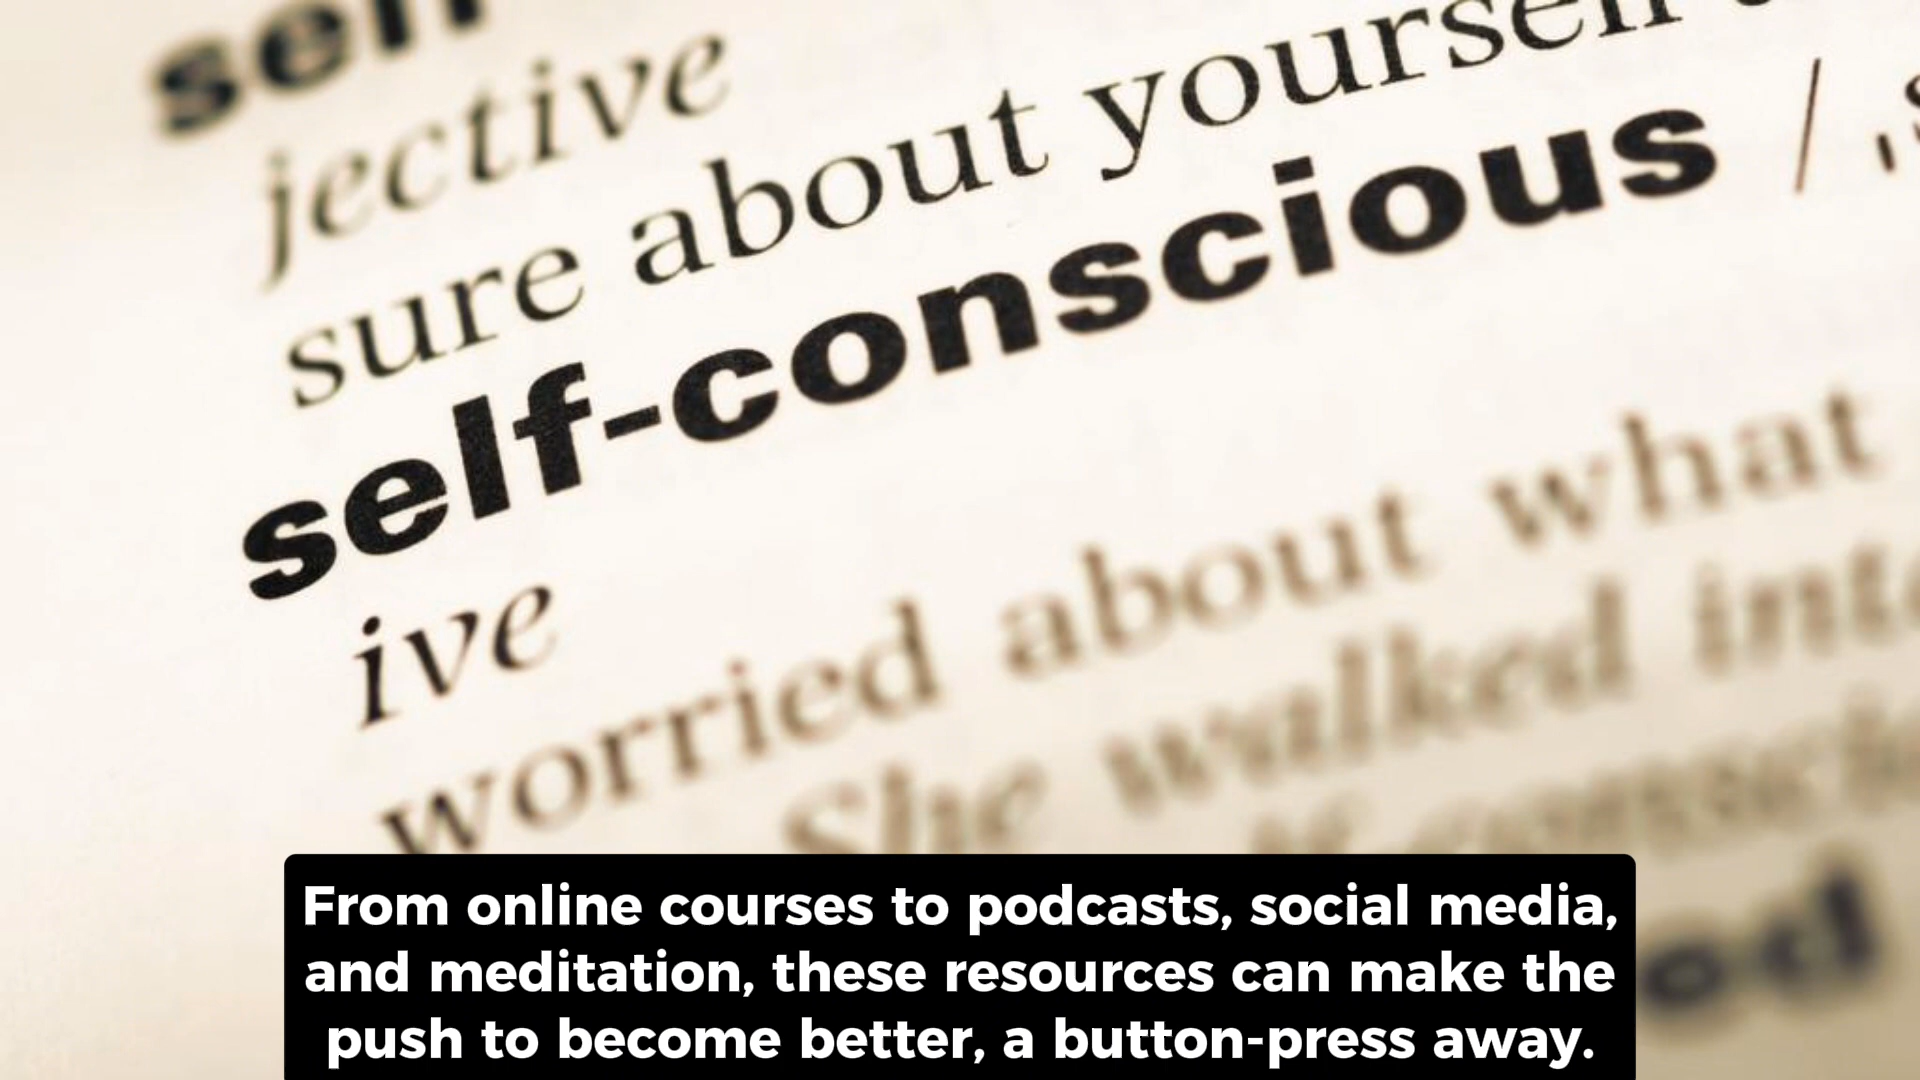 self
jective
sure about yourself
self-conscious /
ive
worried about what
She walked into
From online courses to podcasts, social media,
and meditation, these resources can make the
push to become better, a button-press away.